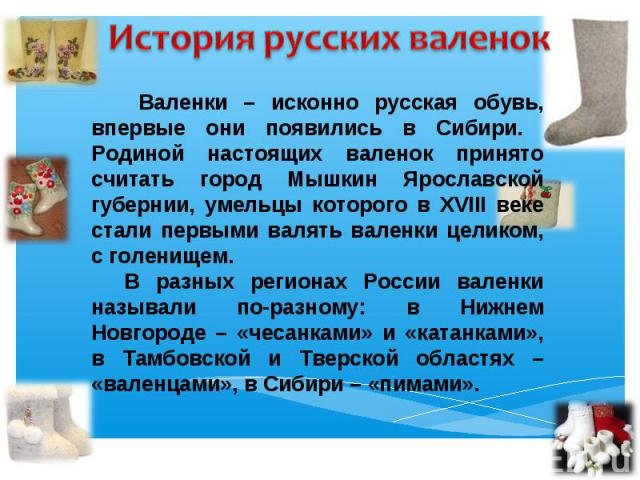 История русских валенок
Валенки – исконно русская обувь,
впервые они появились в Сибири.
Родиной настоящих валенок принято
считать город Мышкин Ярославской
губернии, умельцы которого в XVIII веке
стали первыми валять валенки целиком,
с голенищем.
В разных регионах России валенки
называли по-разному: в Нижнем
Новгороде – «чесанками» и «катанками»,
в Тамбовской и Тверской областях –
«валенцами», в Сибири – «пимами».